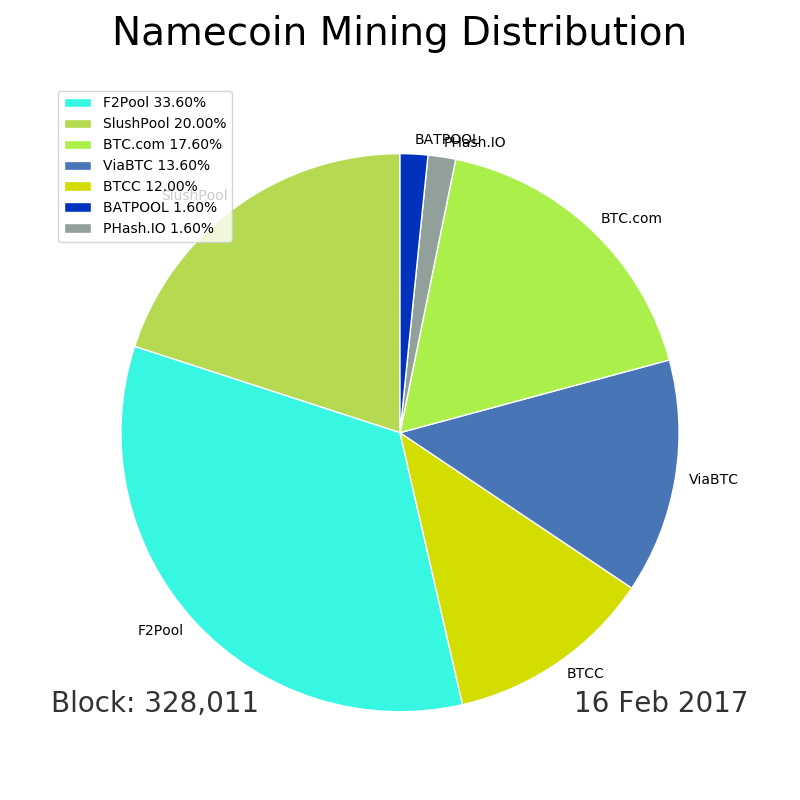 Namecoin Mining Distribution
F2Pool 33.60%
SlushPool 20.00%
BTC.com 17.60%
ViaBTC 13.60%
BTCC 12.00%
BATPOOL 1.60%
PHash.IO 1.60%
BATPOOL
PHash.IO
SlushPool
BTC.com
ViaBTC
F2Pool
BTCC
Block: 328,011
16 Feb 2017